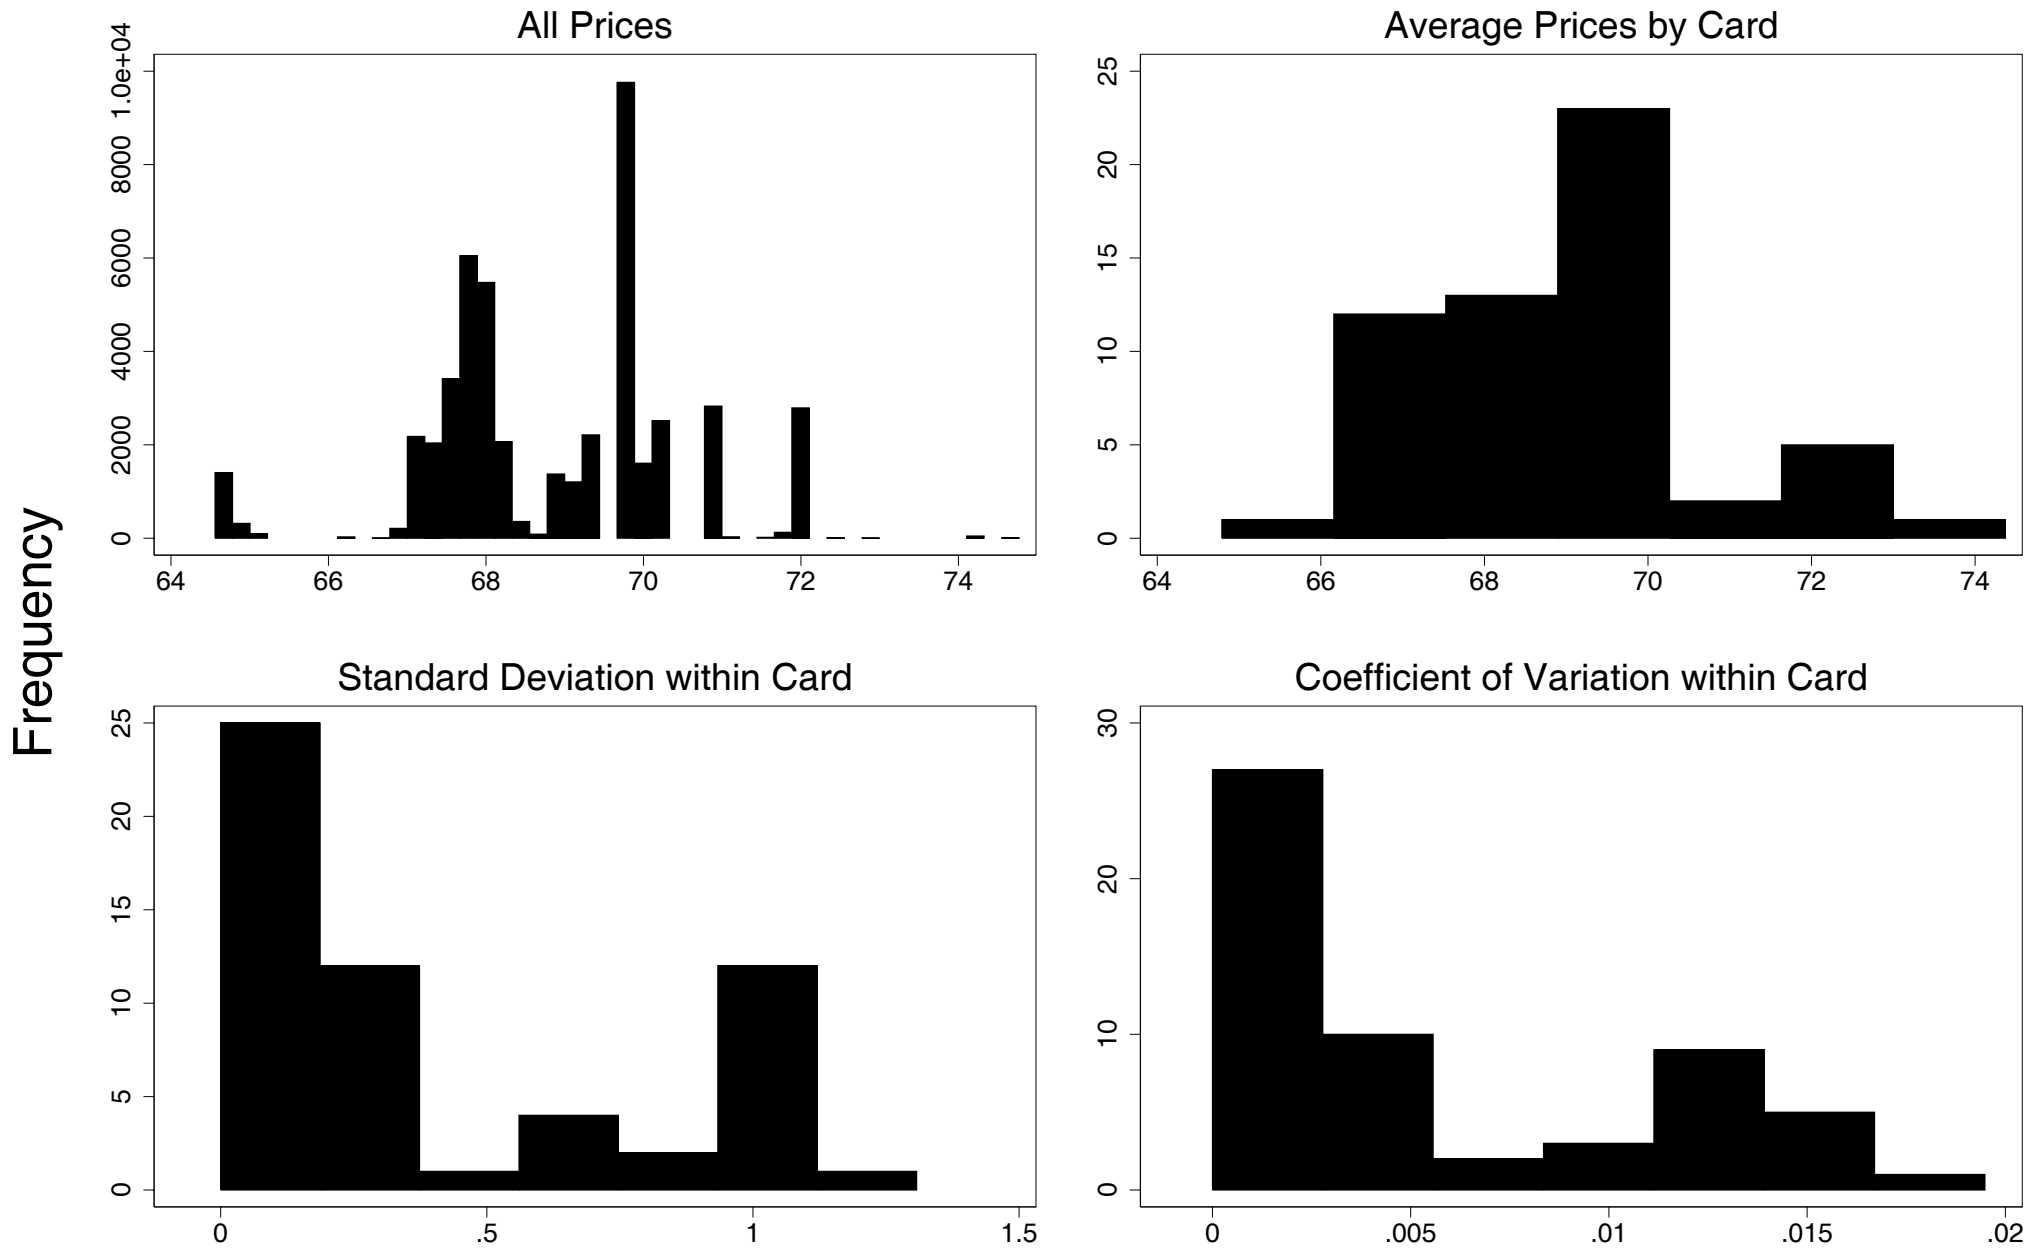 Frequency
All Prices
1.0e+04
8000
6000
4000
2000
0
64 66 68 70 72 74
Average Prices by Card
25
20
15
10
5
0
64 66 68 70 72 74
Standard Deviation within Card
25
20
15
10
5
0
0 .5 1 1.5
Coefficient of Variation within Card
30
20
10
0
0 .005 .01 .015 .02